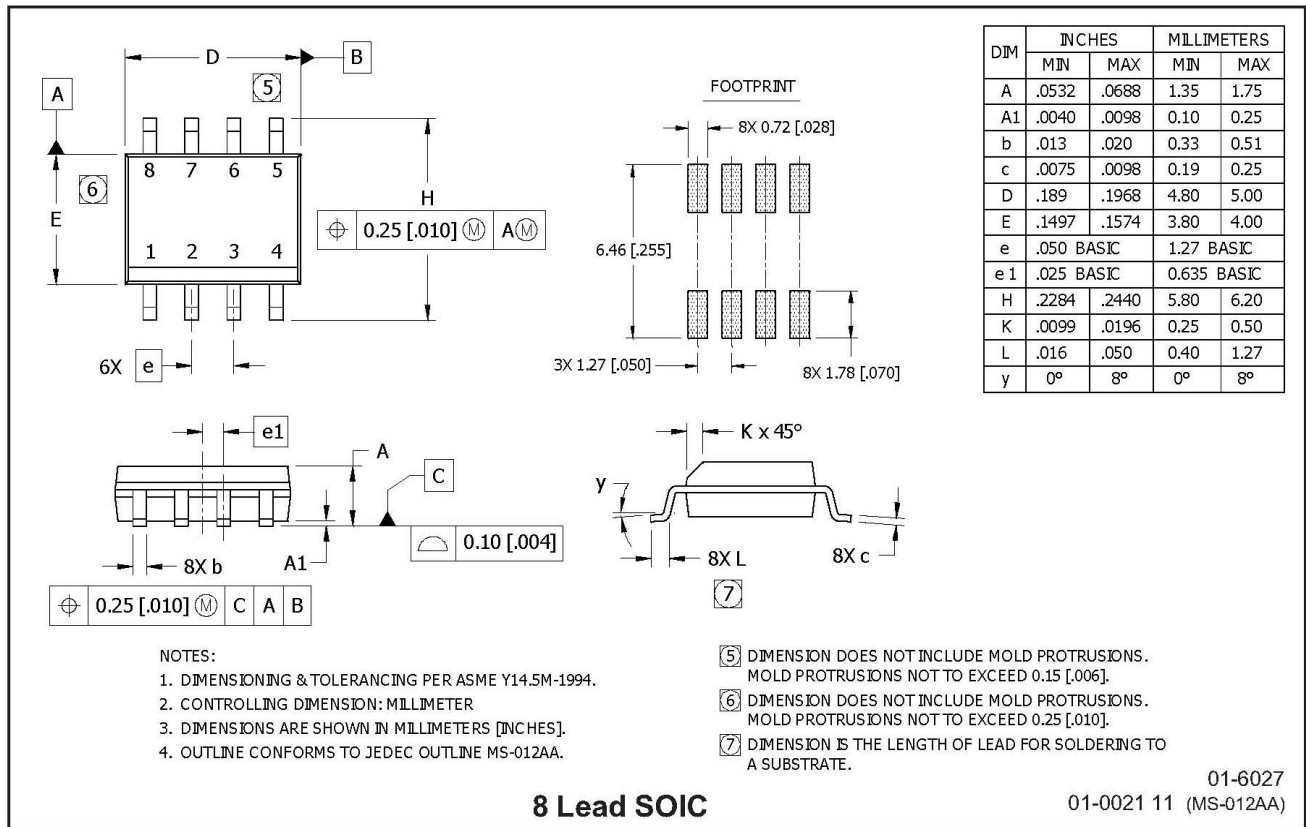 D
B
5
A
8 7 6 5
6
E
H
⌖ 0.25 [.010] Ⓜ AⓂ
1 2 3 4
6X e
FOOTPRINT
8X 0.72 [.028]
6.46 [.255]
3X 1.27 [.050]
8X 1.78 [.070]
DIM INCHES MILLIMETERS
MIN MAX MIN MAX
A .0532 .0688 1.35 1.75
A1 .0040 .0098 0.10 0.25
b .013 .020 0.33 0.51
c .0075 .0098 0.19 0.25
D .189 .1968 4.80 5.00
E .1497 .1574 3.80 4.00
e .050 BASIC 1.27 BASIC
e 1 .025 BASIC 0.635 BASIC
H .2284 .2440 5.80 6.20
K .0099 .0196 0.25 0.50
L .016 .050 0.40 1.27
y 0° 8° 0° 8°
e1
A
C
0.10 [.004]
8X b
A1
⌖ 0.25 [.010] Ⓜ C A B
K x 45°
y
8X L
7
8X c
NOTES:
1. DIMENSIONING & TOLERANCING PER ASME Y14.5M-1994.
2. CONTROLLING DIMENSION: MILLIMETER
3. DIMENSIONS ARE SHOWN IN MILLIMETERS [INCHES].
4. OUTLINE CONFORMS TO JEDEC OUTLINE MS-012AA.
5 DIMENSION DOES NOT INCLUDE MOLD PROTRUSIONS.
MOLD PROTRUSIONS NOT TO EXCEED 0.15 [.006].
6 DIMENSION DOES NOT INCLUDE MOLD PROTRUSIONS.
MOLD PROTRUSIONS NOT TO EXCEED 0.25 [.010].
7 DIMENSION IS THE LENGTH OF LEAD FOR SOLDERING TO
A SUBSTRATE.
8 Lead SOIC
01-6027
01-0021 11 (MS-012AA)